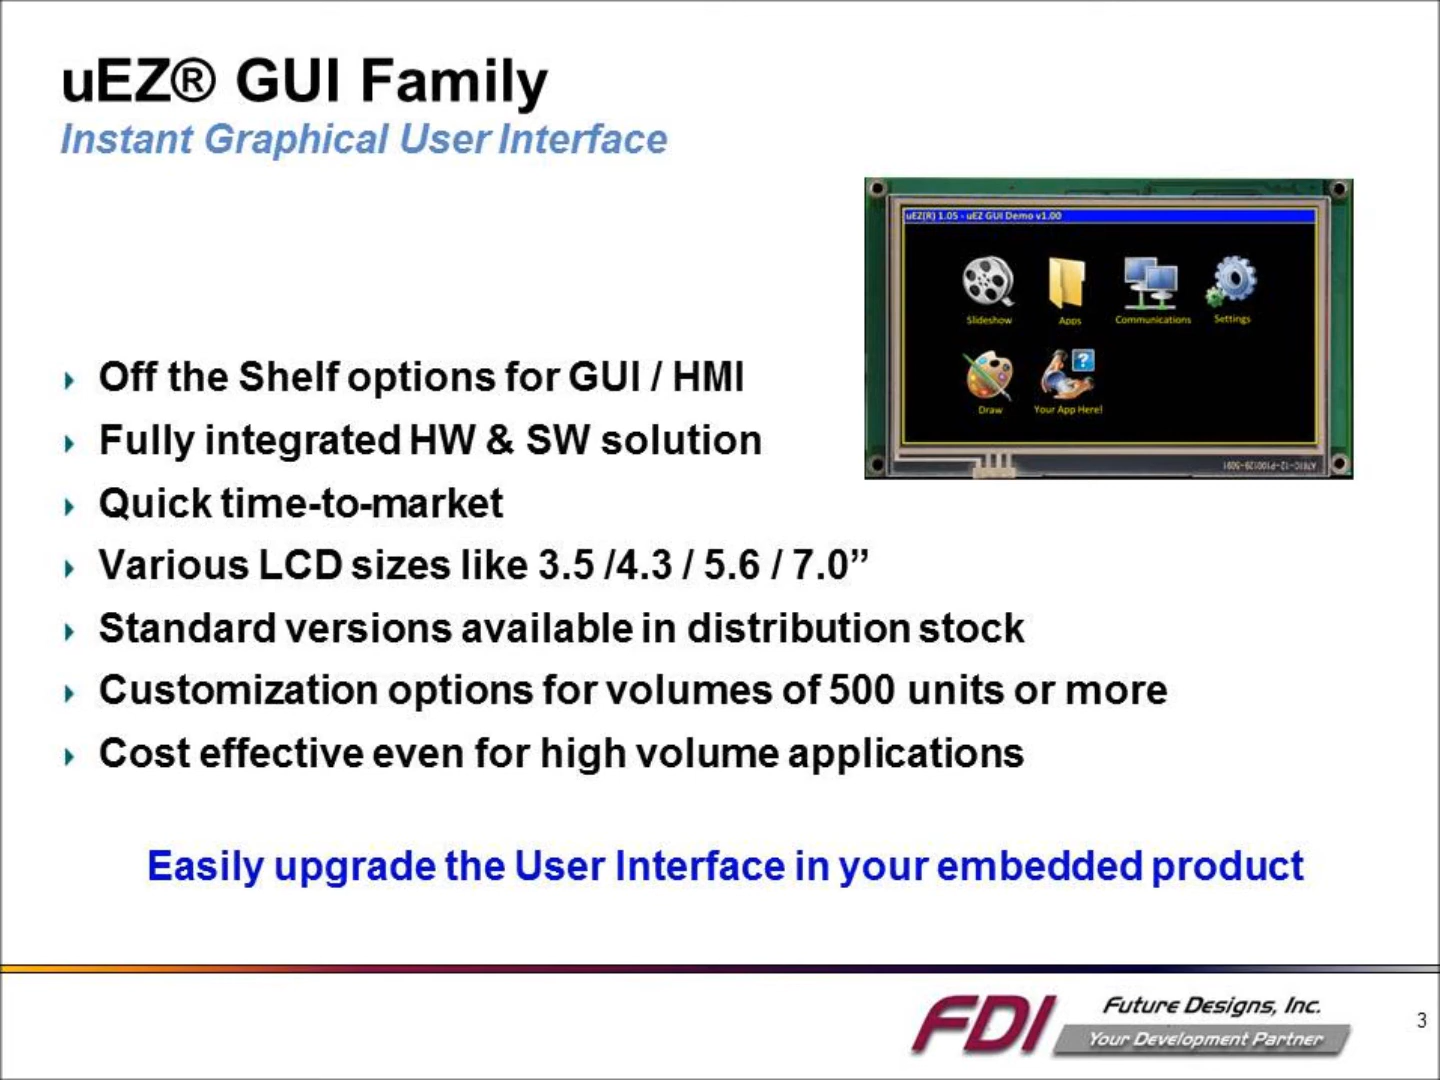 uEZ® GUI Family
Instant Graphical User Interface
uEZ(R) 1.05 - uEZ GUI Demo v1.00
Slideshow
Apps
Communications
Settings
Draw
Your App Here!
Off the Shelf options for GUI / HMI
Fully integrated HW & SW solution
Quick time-to-market
Various LCD sizes like 3.5 /4.3 / 5.6 / 7.0”
Standard versions available in distribution stock
Customization options for volumes of 500 units or more
Cost effective even for high volume applications
Easily upgrade the User Interface in your embedded product
FDI
Future Designs, Inc.
Your Development Partner
3